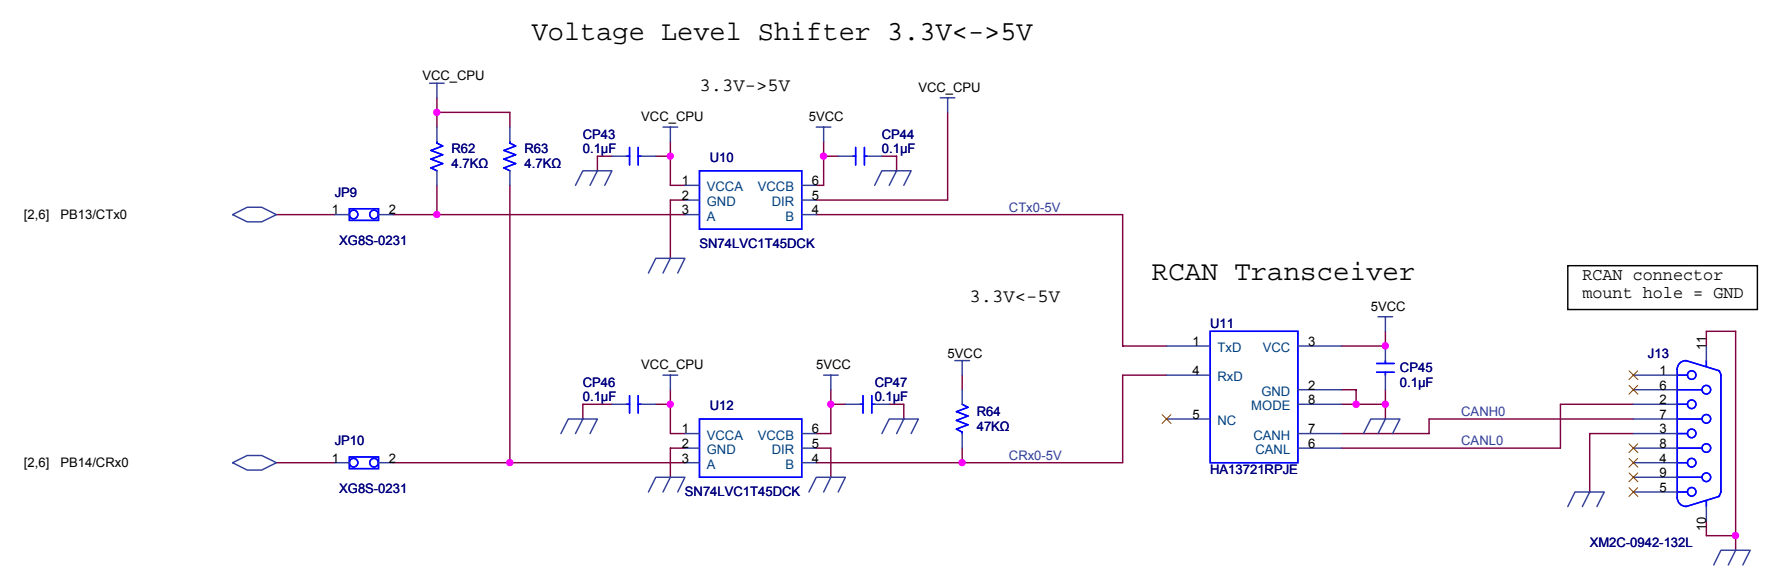 Voltage Level Shifter 3.3V<->5V
VCC_CPU
3.3V->5V
VCC_CPU
VCC_CPU
5VCC
CP43
0.1µF
CP44
0.1µF
R62
4.7KΩ
R63
4.7KΩ
U10
1 VCCA VCCB 6
2 GND DIR 5
3 A B 4
SN74LVC1T45DCK
JP9
[2,6] PB13/CTx0
1 2
XG8S-0231
CTx0-5V
3.3V<-5V
RCAN Transceiver
RCAN connector
mount hole = GND
5VCC
U11
1 TxD VCC 3
4 RxD
GND 2
MODE 8
5 NC
CANH 7
CANL 6
HA13721RPJE
CP45
0.1µF
CANH0
CANL0
VCC_CPU
5VCC
5VCC
CP46
0.1µF
CP47
0.1µF
R64
47KΩ
U12
1 VCCA VCCB 6
2 GND DIR 5
3 A B 4
SN74LVC1T45DCK
JP10
[2,6] PB14/CRx0
1 2
XG8S-0231
CRx0-5V
J13
11
1
6
2
7
3
8
4
9
5
10
XM2C-0942-132L